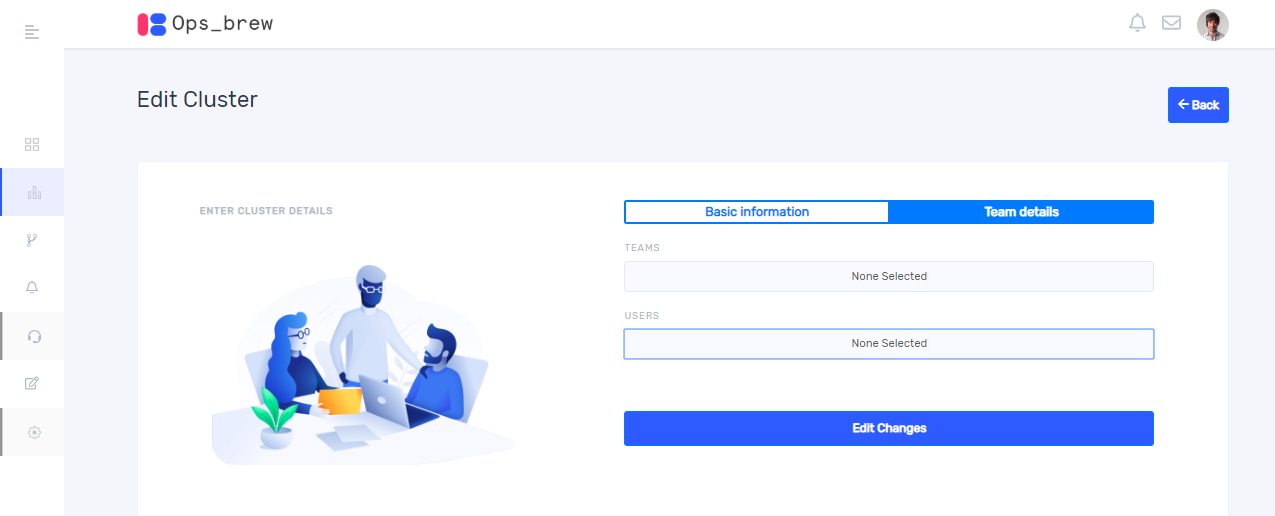 Ops_brew
Edit Cluster
Back
ENTER CLUSTER DETAILS
Basic information
Team details
TEAMS
None Selected
USERS
None Selected
Edit Changes